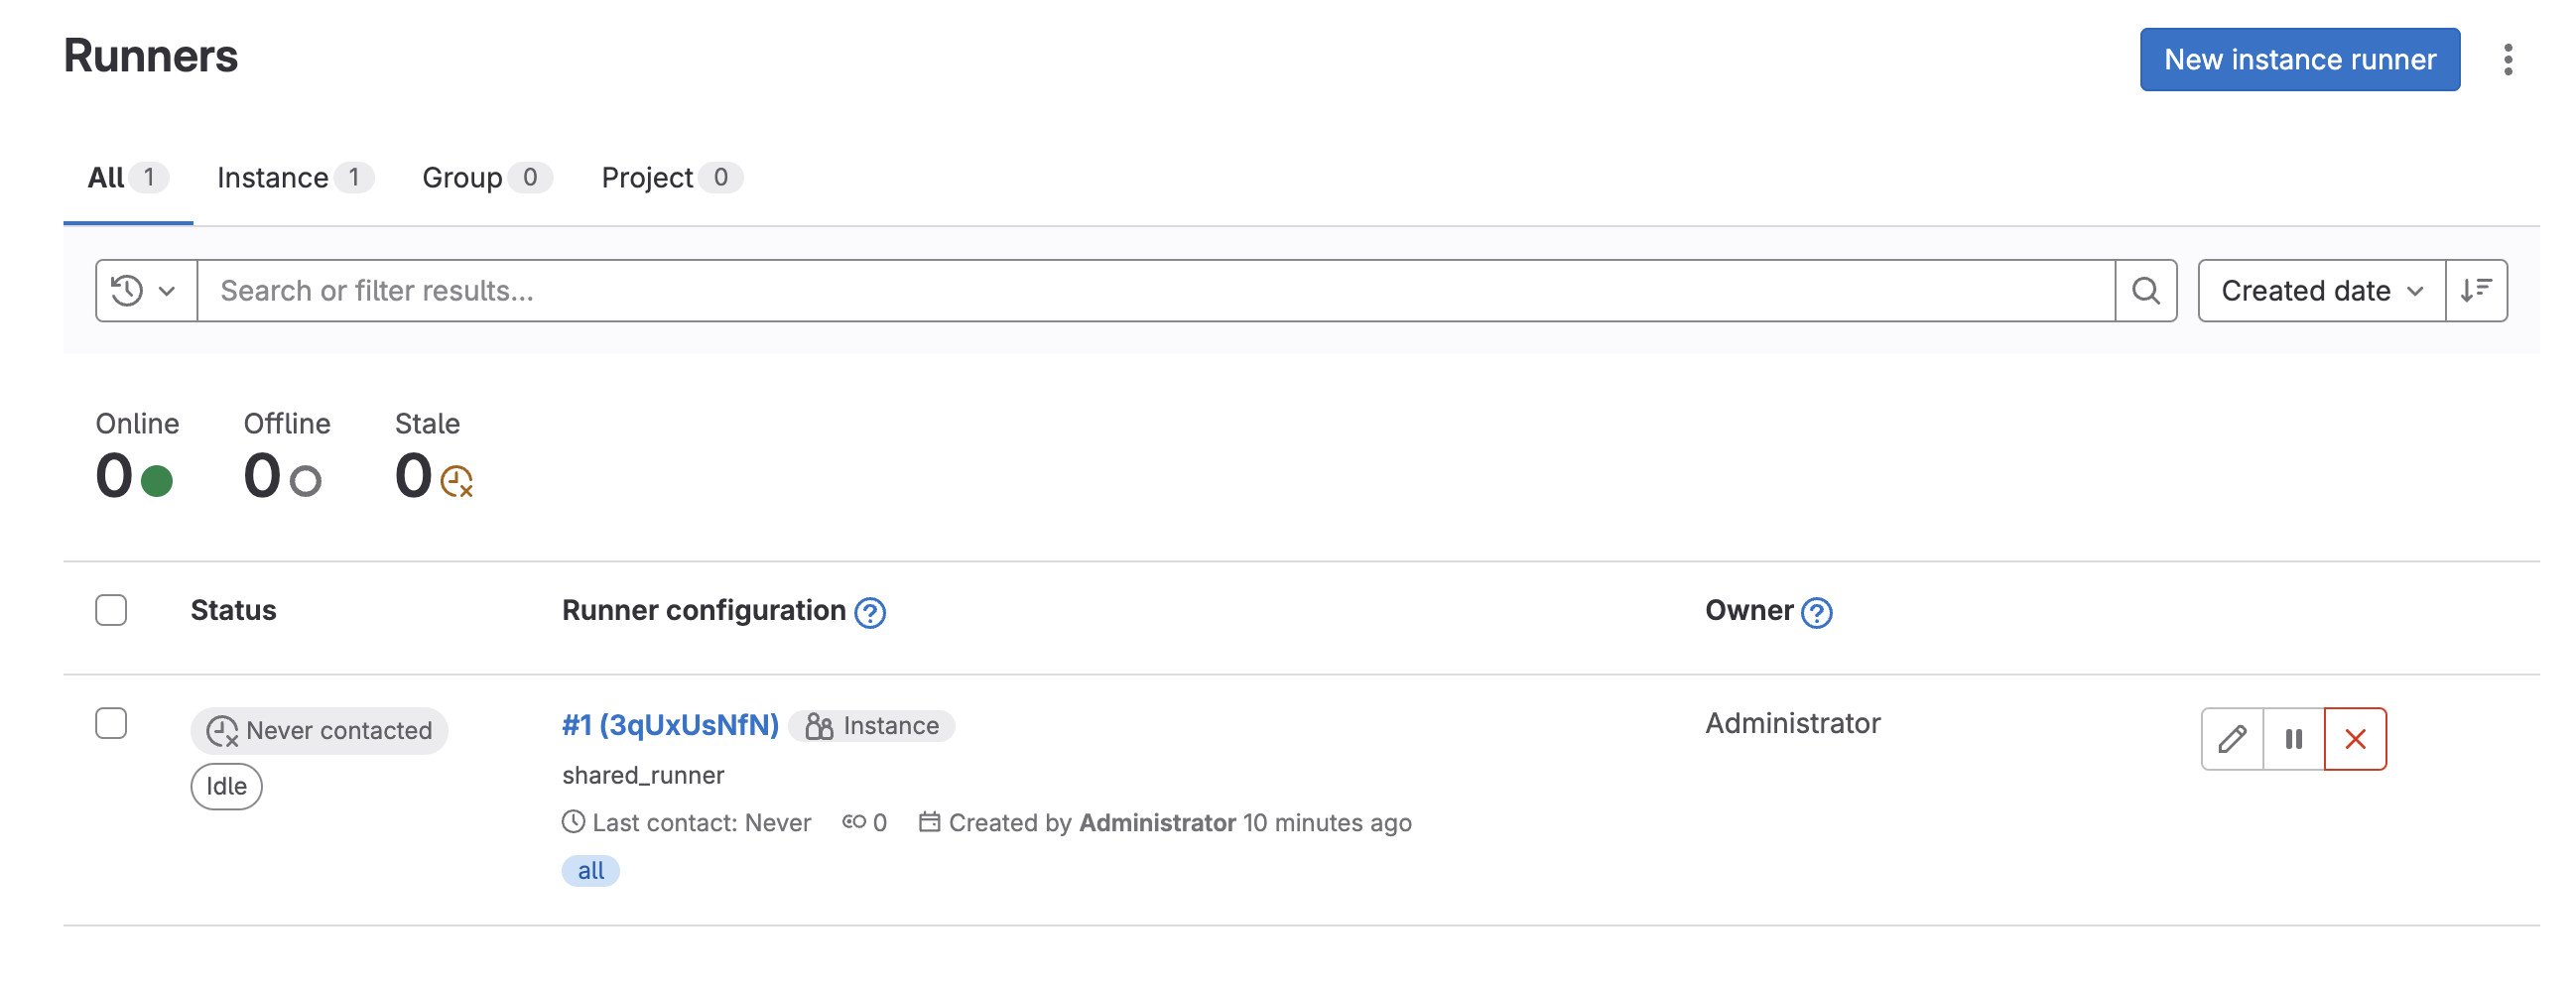 Runners
New instance runner
All 1 Instance 1 Group 0 Project 0
Search or filter results...
Created date
Online Offline Stale
0 0 0
Status Runner configuration ? Owner ?
Never contacted #1 (3qUxUsNfN) Instance Administrator
Idle shared_runner
Last contact: Never 0 Created by Administrator 10 minutes ago
all